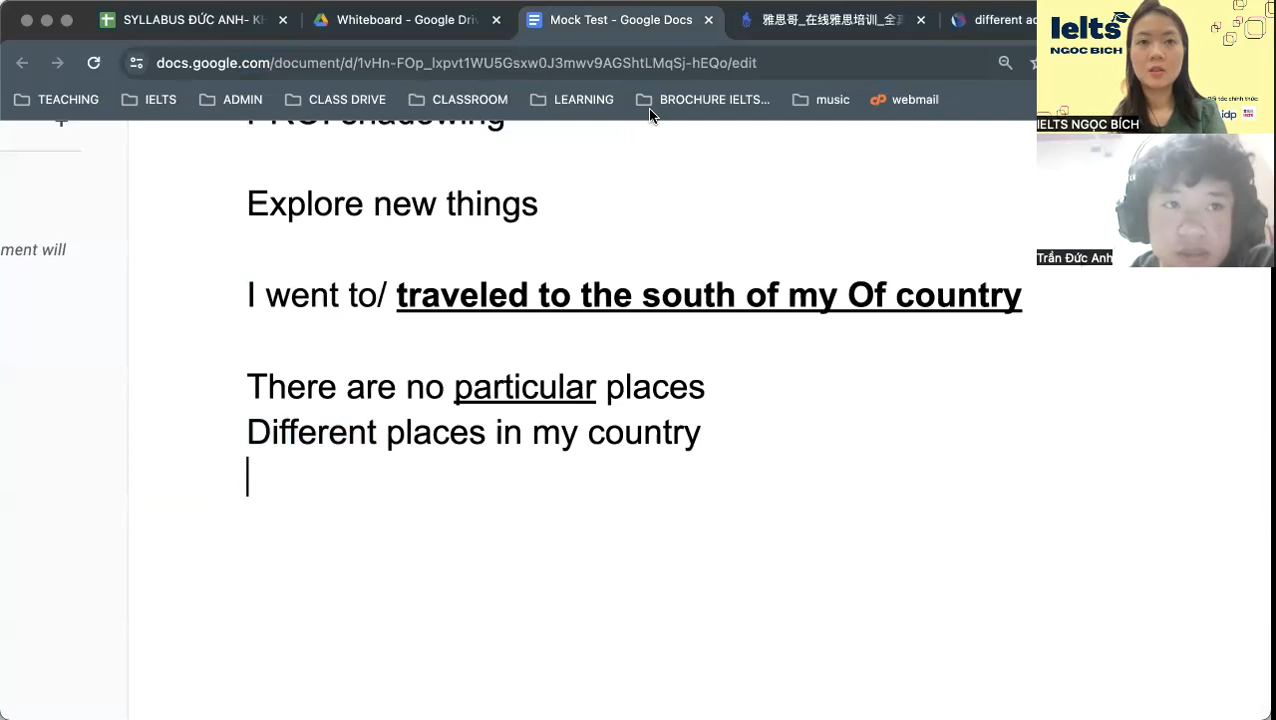 SYLLABUS ĐỨC ANH- KH
Whiteboard - Google Driv
Mock Test - Google Docs
雅思哥_在线雅思培训_全
different ad
docs.google.com/document/d/1vHn-FOp_lxpvt1WU5Gsxw0J3mwv9AGShtLMqSj-hEQo/edit
TEACHING
IELTS
ADMIN
CLASS DRIVE
CLASSROOM
LEARNING
BROCHURE IELTS...
music
webmail
Ielts
NGOC BICH
idp
IELTS NGỌC BÍCH
Trần Đức Anh
Explore new things
ment will
I went to/ traveled to the south of my Of country
There are no particular places
Different places in my country